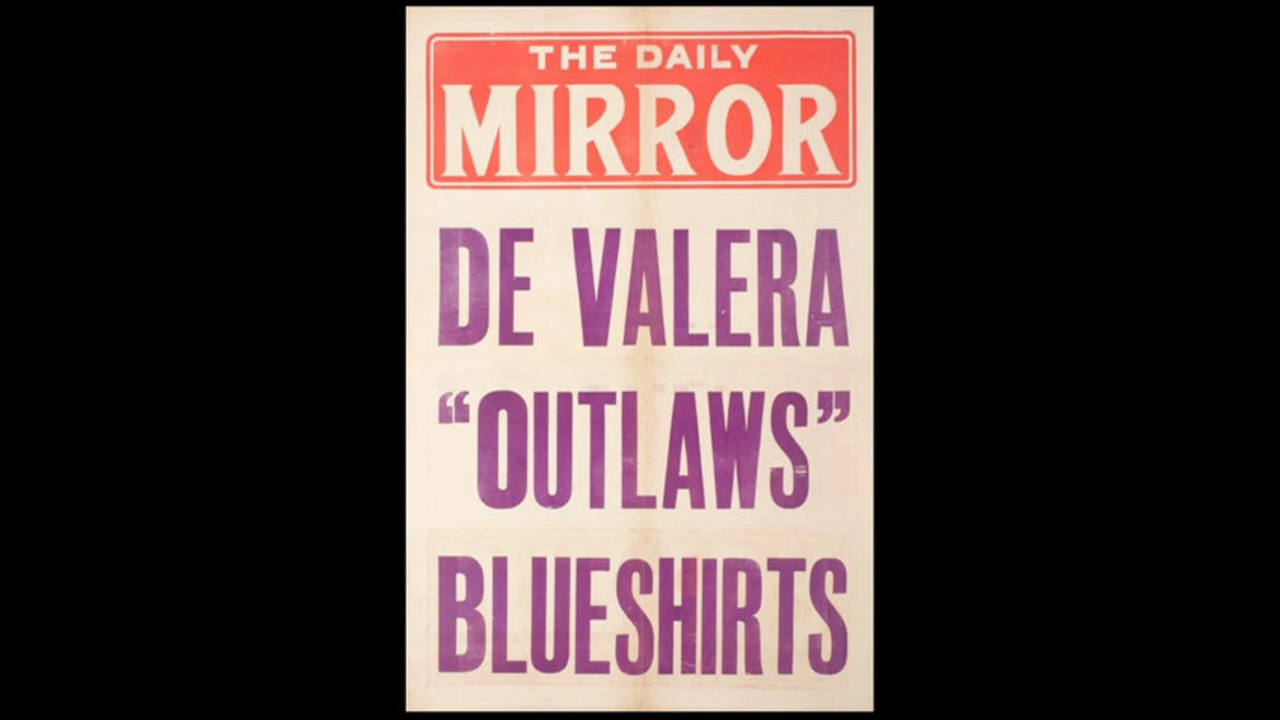 THE DAILY
MIRROR
DE VALERA
“OUTLAWS”
BLUESHIRTS